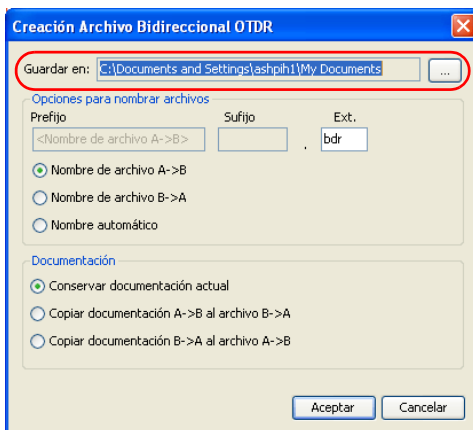 Creación Archivo Bidireccional OTDR
Guardar en: C:\Documents and Settings\ashpih1\My Documents ...
Opciones para nombrar archivos
Prefijo Sufijo Ext.
<Nombre de archivo A->B> . bdr
Nombre de archivo A->B
Nombre de archivo B->A
Nombre automático
Documentación
Conservar documentación actual
Copiar documentación A->B al archivo B->A
Copiar documentación B->A al archivo A->B
Aceptar Cancelar